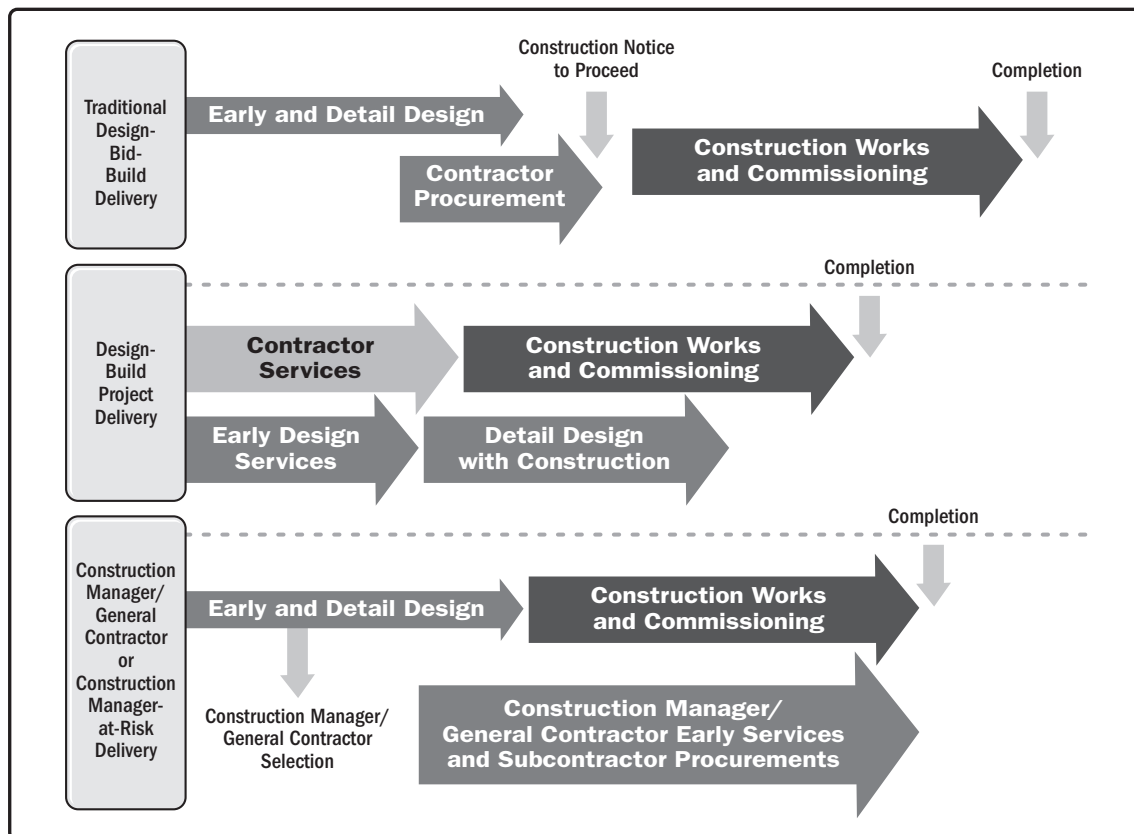 Traditional
Design-
Bid-
Build
Delivery
Early and Detail Design
Contractor
Procurement
Construction Notice
to Proceed
Construction Works
and Commissioning
Completion
Design-
Build
Project
Delivery
Contractor
Services
Construction Works
and Commissioning
Completion
Early Design
Services
Detail Design
with Construction
Construction
Manager/
General
Contractor
or
Construction
Manager-
at-Risk
Delivery
Early and Detail Design
Construction Works
and Commissioning
Completion
Construction Manager/
General Contractor
Selection
Construction Manager/
General Contractor Early Services
and Subcontractor Procurements